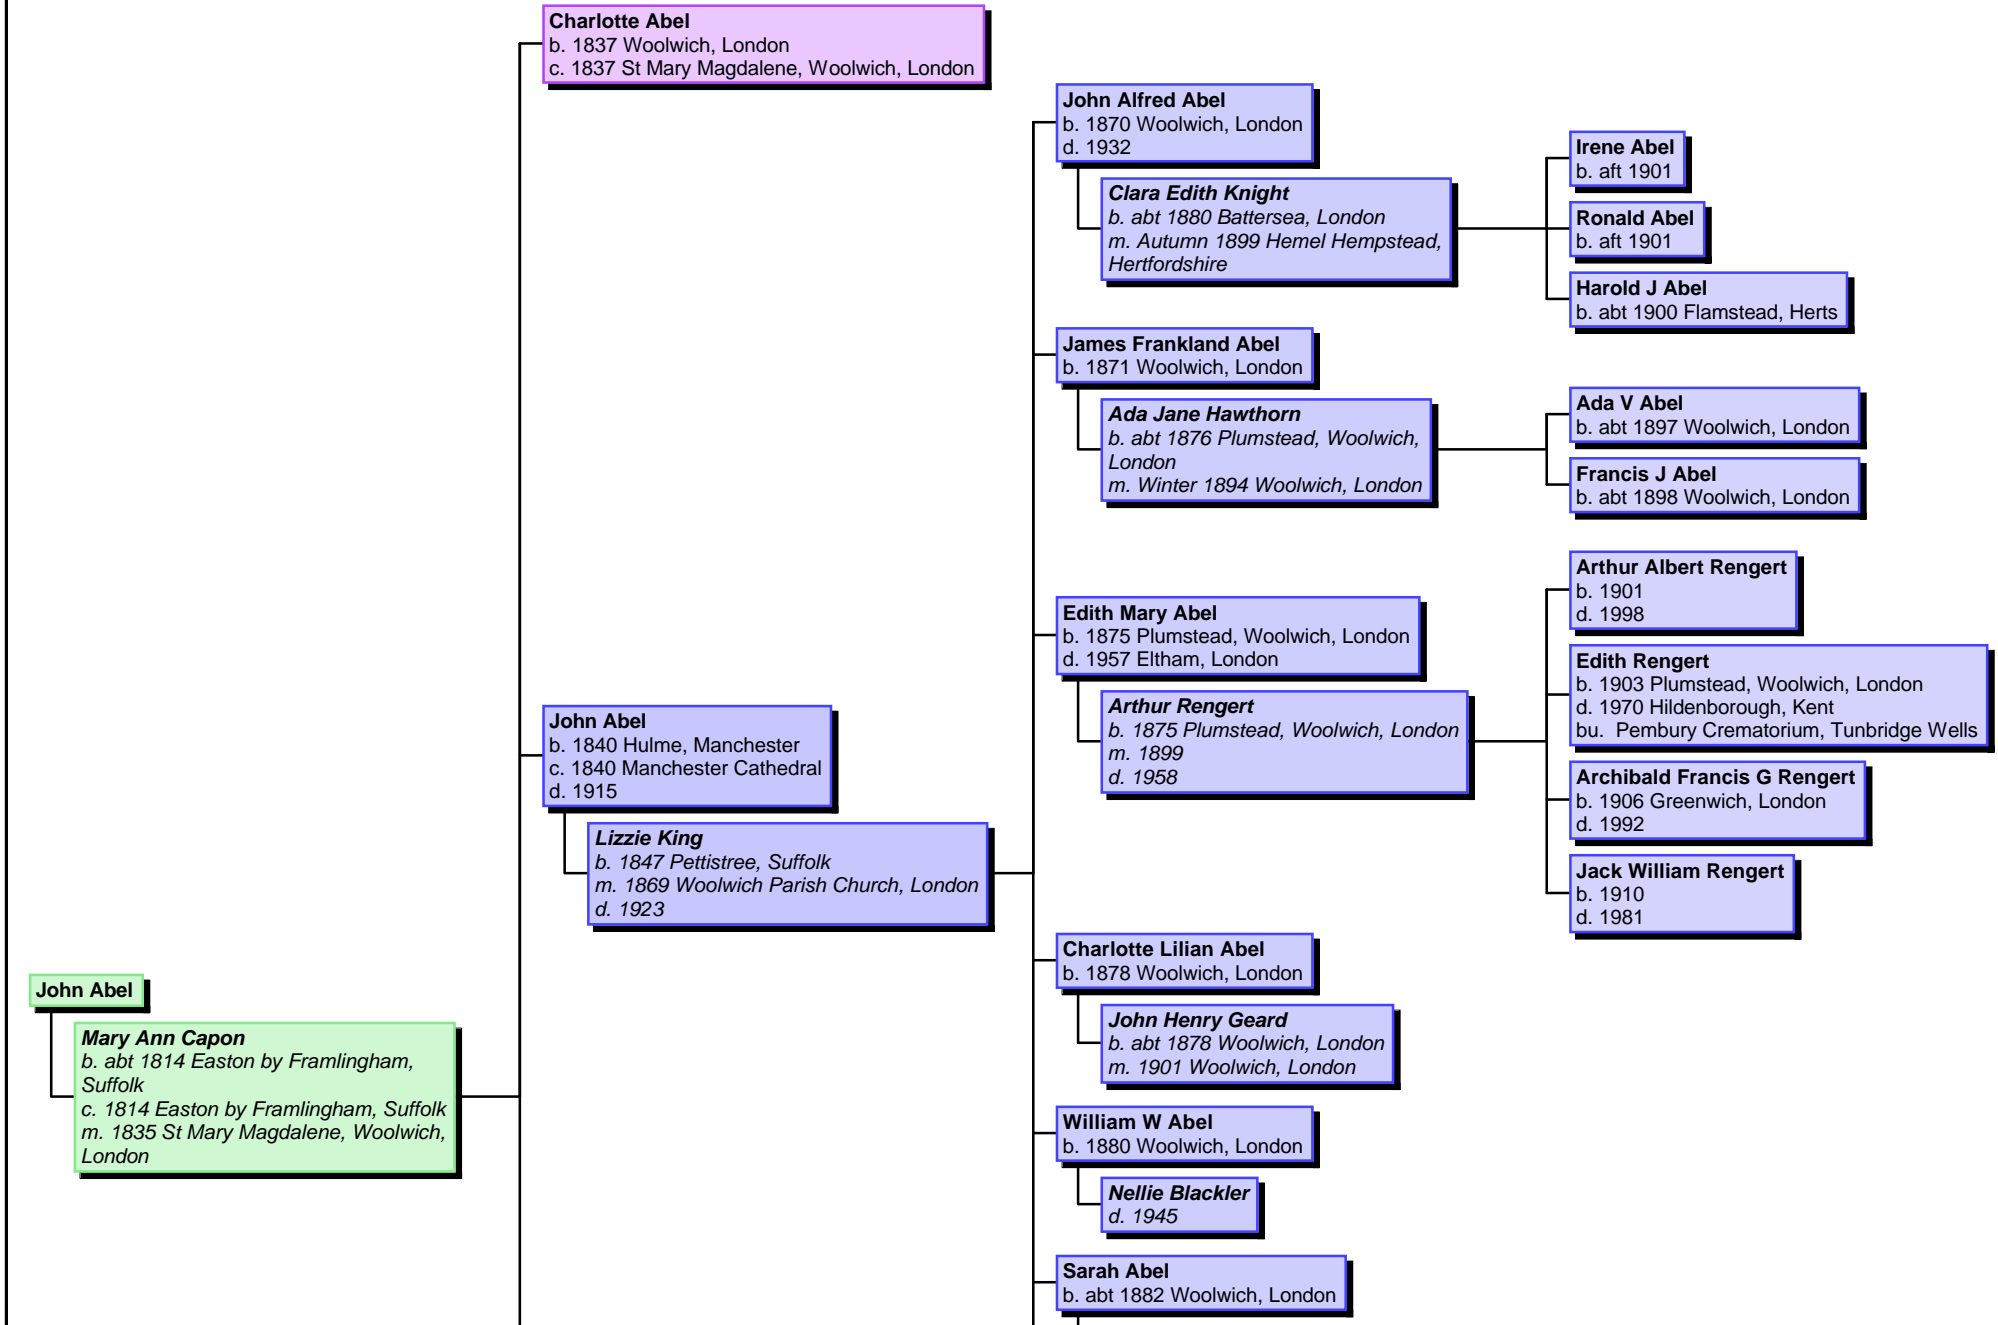 Charlotte Abel
b. 1837 Woolwich, London
c. 1837 St Mary Magdalene, Woolwich, London
John Alfred Abel
b. 1870 Woolwich, London
d. 1932
Clara Edith Knight
b. abt 1880 Battersea, London
m. Autumn 1899 Hemel Hempstead,
Hertfordshire
Irene Abel
b. aft 1901
Ronald Abel
b. aft 1901
Harold J Abel
b. abt 1900 Flamstead, Herts
James Frankland Abel
b. 1871 Woolwich, London
Ada Jane Hawthorn
b. abt 1876 Plumstead, Woolwich,
London
m. Winter 1894 Woolwich, London
Ada V Abel
b. abt 1897 Woolwich, London
Francis J Abel
b. abt 1898 Woolwich, London
Edith Mary Abel
b. 1875 Plumstead, Woolwich, London
d. 1957 Eltham, London
Arthur Rengert
b. 1875 Plumstead, Woolwich, London
m. 1899
d. 1958
Arthur Albert Rengert
b. 1901
d. 1998
Edith Rengert
b. 1903 Plumstead, Woolwich, London
d. 1970 Hildenborough, Kent
bu. Pembury Crematorium, Tunbridge Wells
Archibald Francis G Rengert
b. 1906 Greenwich, London
d. 1992
Jack William Rengert
b. 1910
d. 1981
John Abel
b. 1840 Hulme, Manchester
c. 1840 Manchester Cathedral
d. 1915
Lizzie King
b. 1847 Pettistree, Suffolk
m. 1869 Woolwich Parish Church, London
d. 1923
Charlotte Lilian Abel
b. 1878 Woolwich, London
John Henry Geard
b. abt 1878 Woolwich, London
m. 1901 Woolwich, London
John Abel
Mary Ann Capon
b. abt 1814 Easton by Framlingham,
Suffolk
c. 1814 Easton by Framlingham, Suffolk
m. 1835 St Mary Magdalene, Woolwich,
London
William W Abel
b. 1880 Woolwich, London
Nellie Blackler
d. 1945
Sarah Abel
b. abt 1882 Woolwich, London